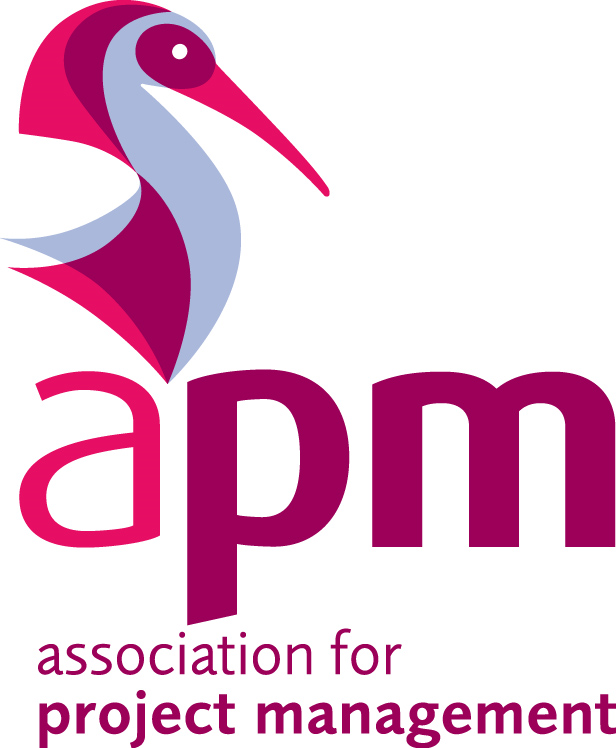 apm
association for
project management